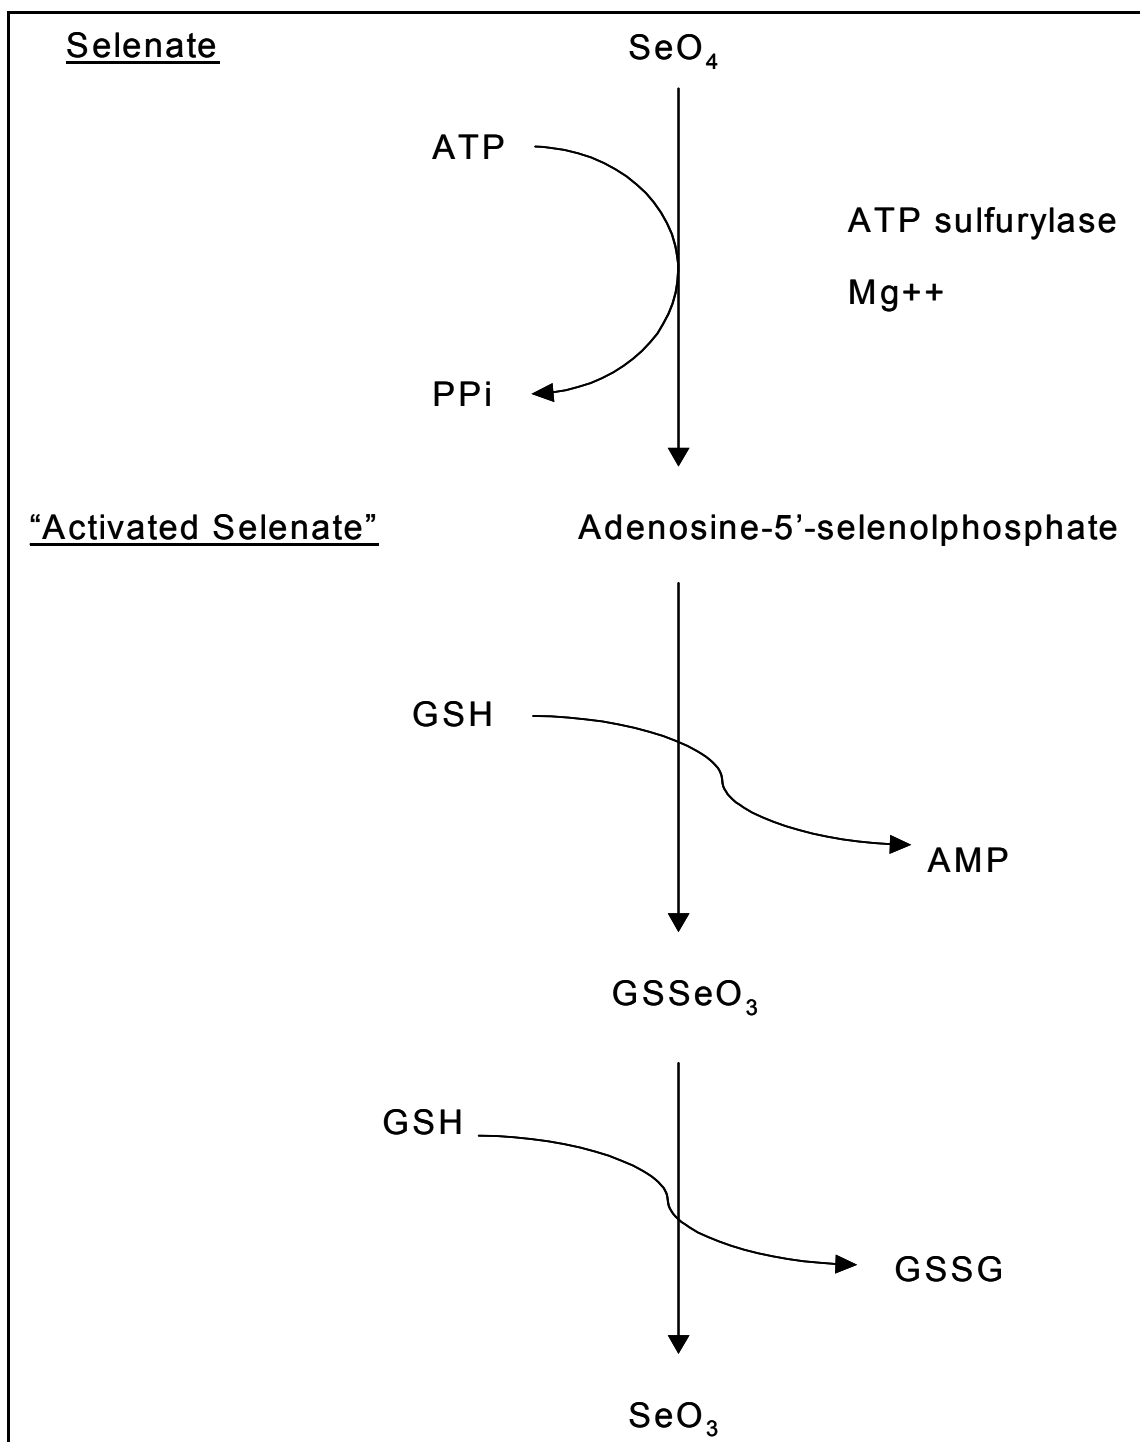 Selenate
SeO₄
ATP
ATP sulfurylase
Mg++
PPi
“Activated Selenate”
Adenosine-5’-selenolphosphate
GSH
AMP
GSSeO₃
GSH
GSSG
SeO₃